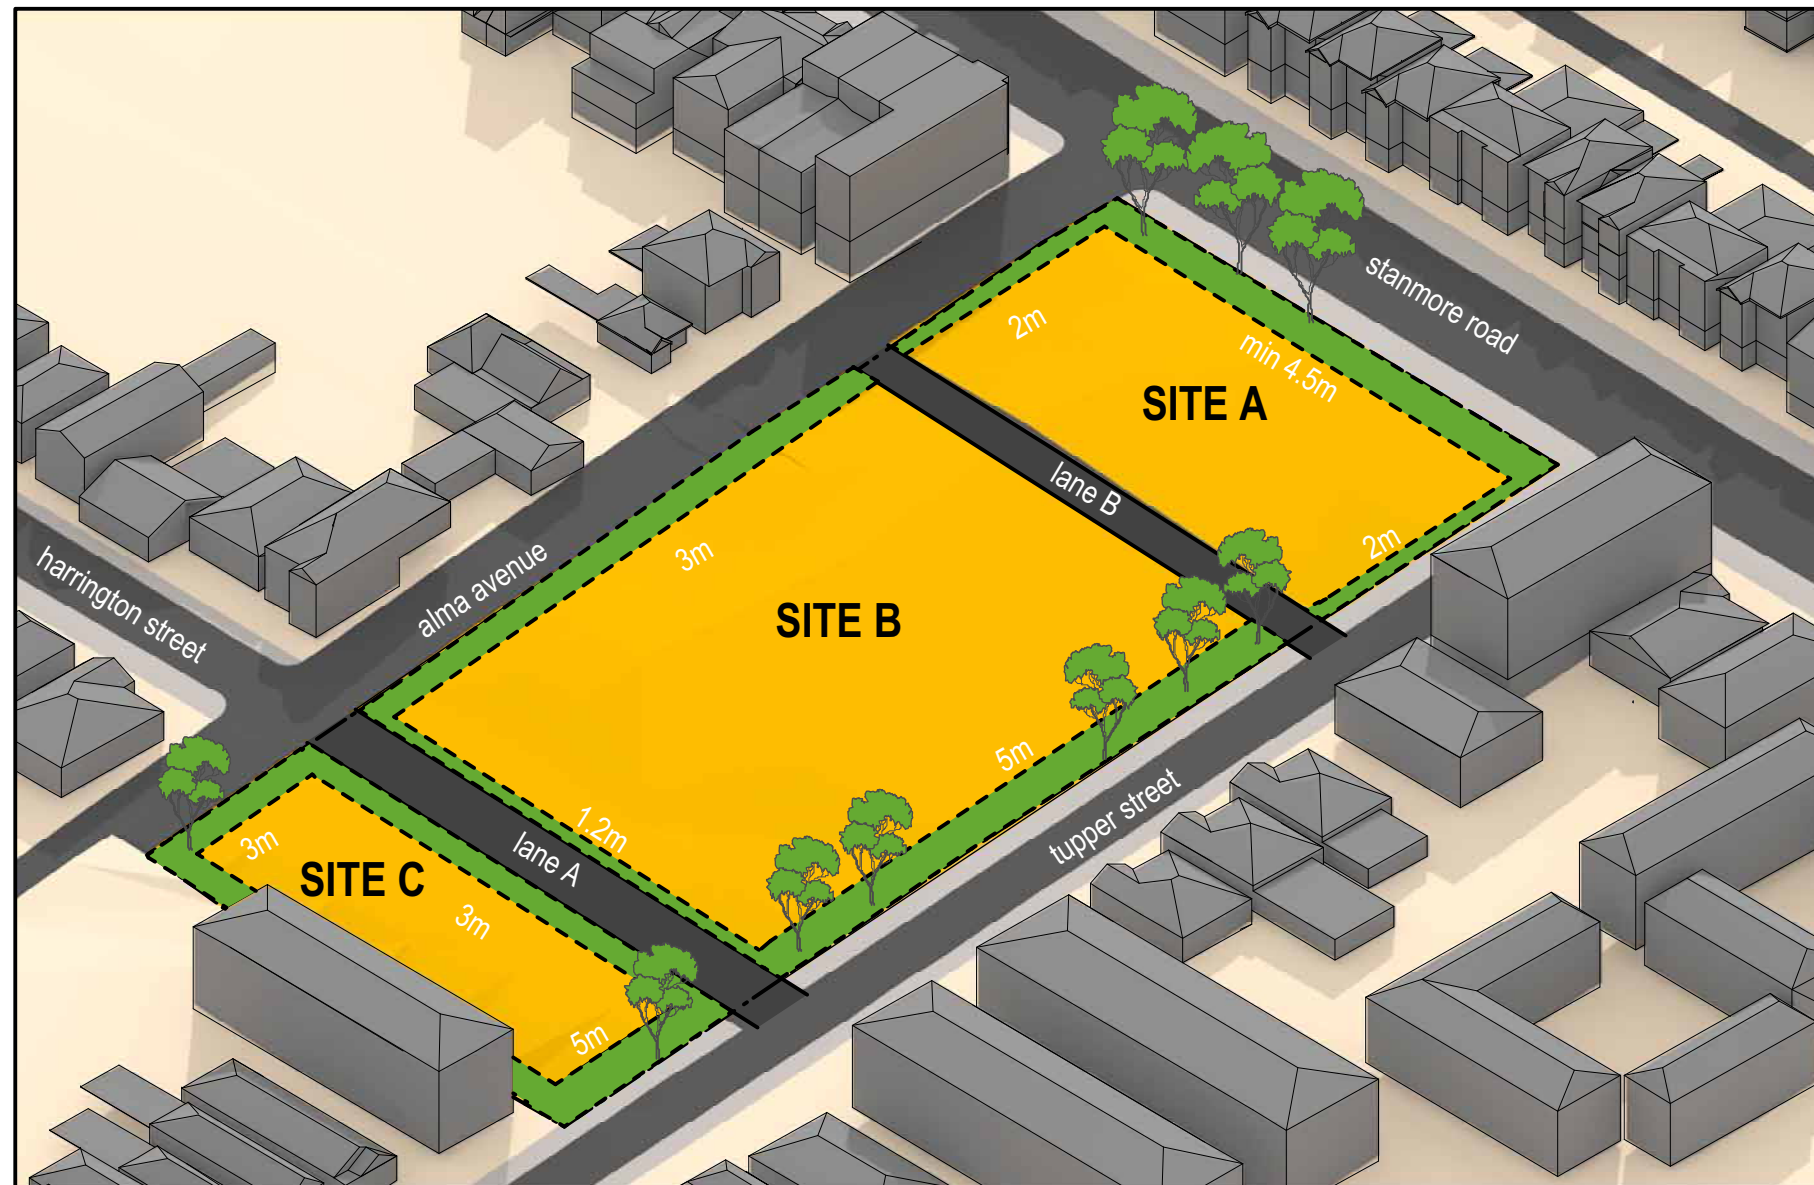 stanmore road
2m
min 4.5m
SITE A
lane B
2m
3m
alma avenue
harrington street
SITE B
5m
tupper street
1.2m
lane A
3m
SITE C
3m
5m